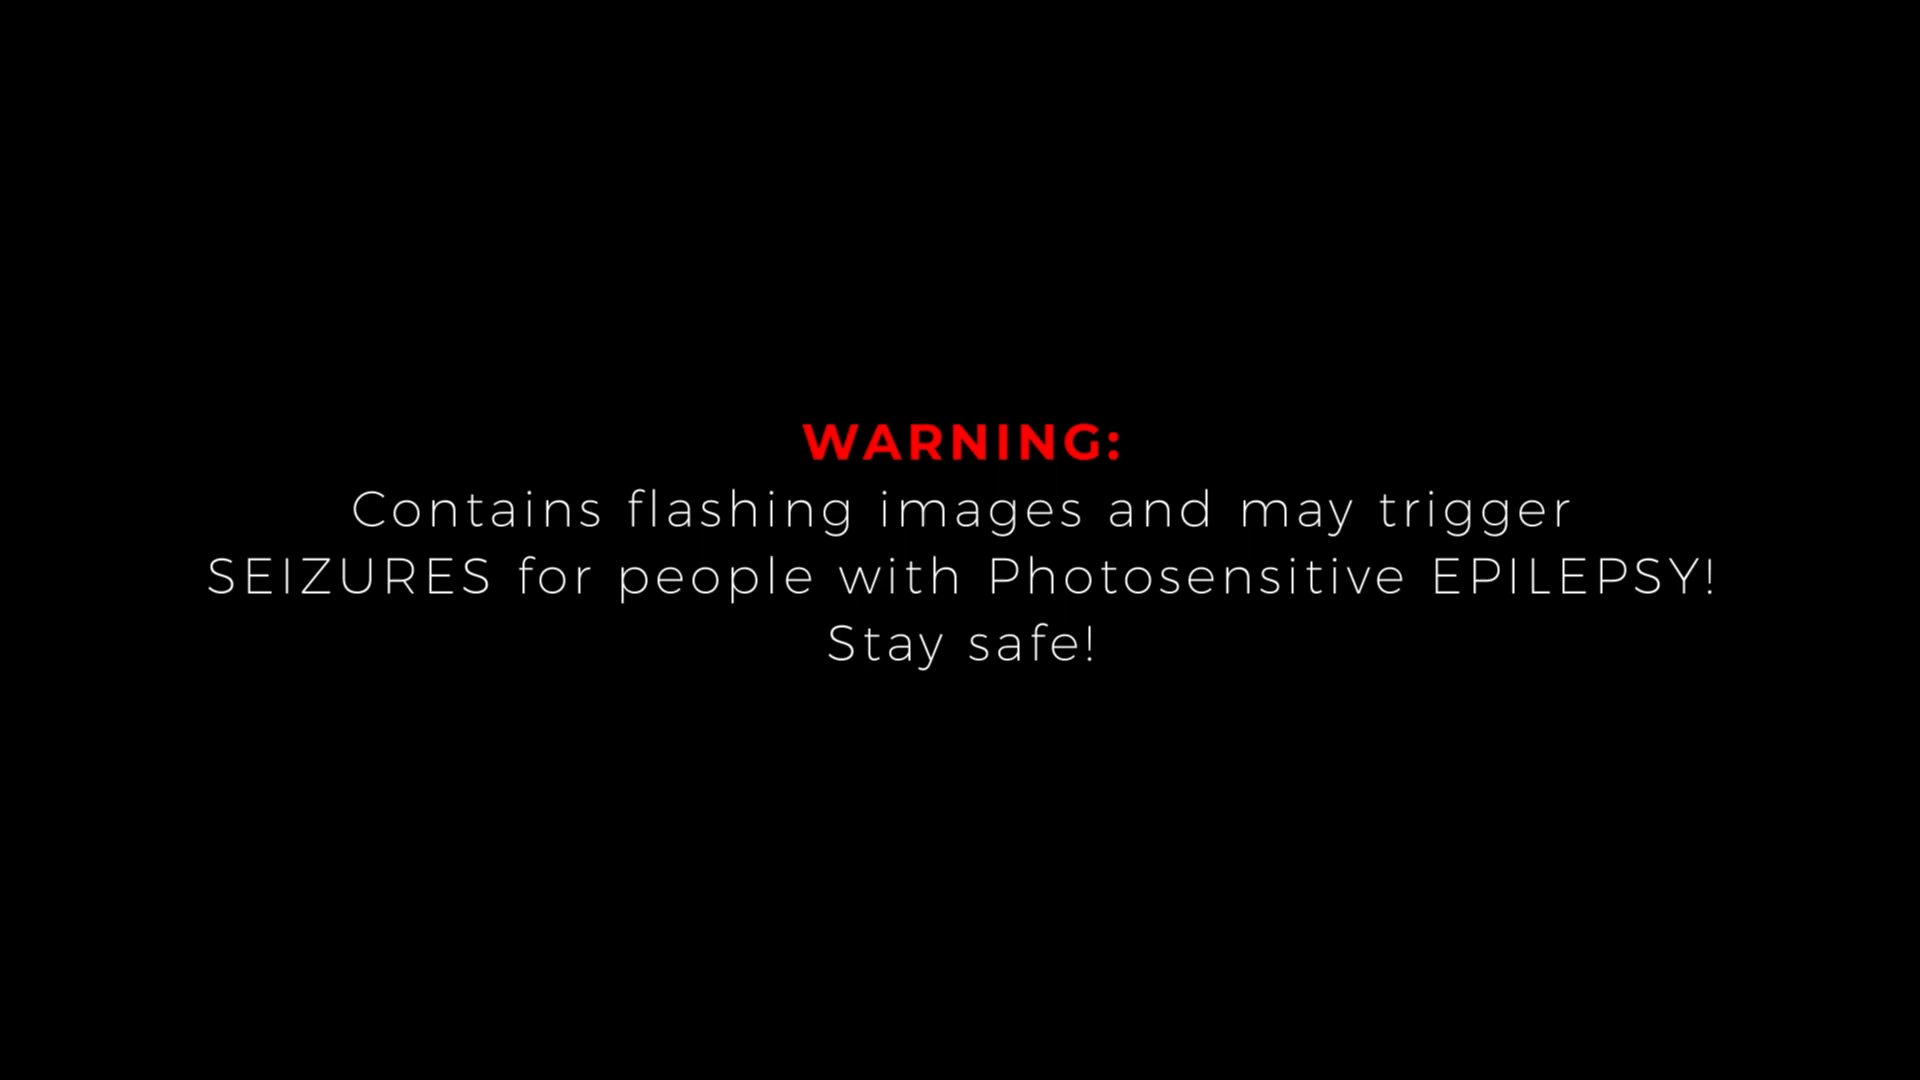 WARNING:
Contains flashing images and may trigger
SEIZURES for people with Photosensitive EPILEPSY!
Stay safe!